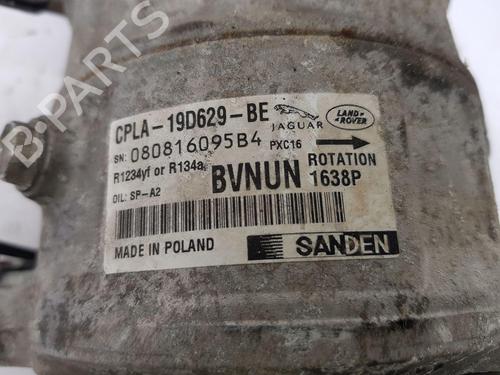 B-PARTS
CPLA-19D629-BE JAGUAR LAND ROVER
SN: 080816095B4 PXC16
R1234yf or R134a BVNUN ROTATION
OIL: SP-A2 1638P
MADE IN POLAND SANDEN